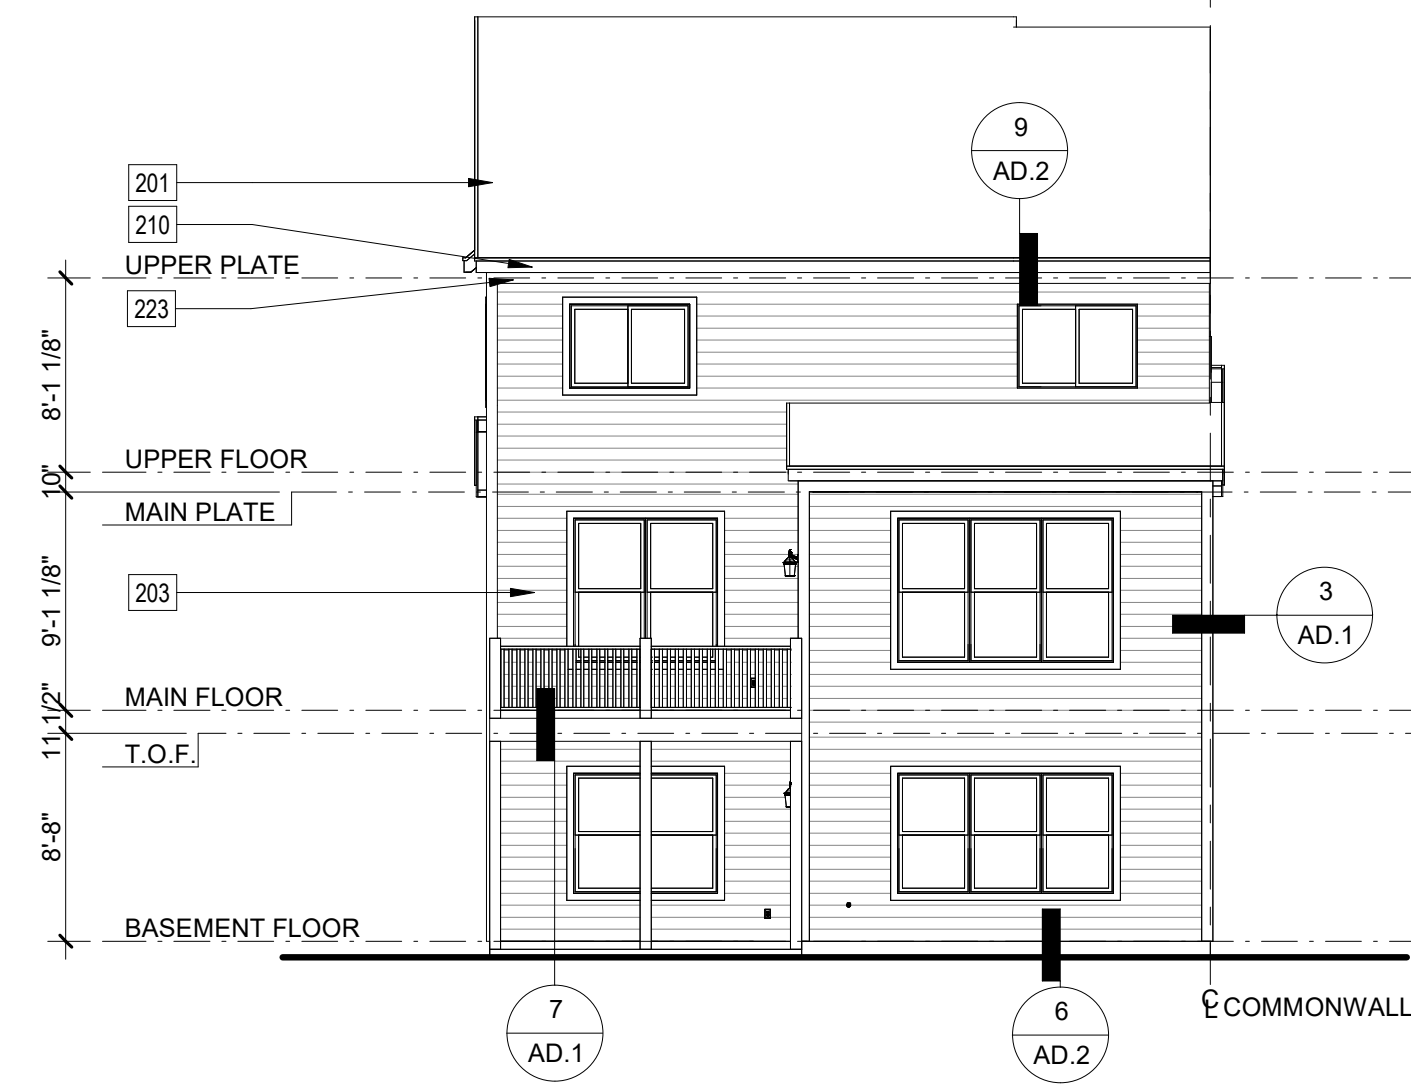 9
AD.2
201
210
UPPER PLATE
223
8'-1 1/8"
UPPER FLOOR
10"
MAIN PLATE
9'-1 1/8"
203
3
AD.1
MAIN FLOOR
11 1/2"
T.O.F.
8'-8"
BASEMENT FLOOR
7
AD.1
6
AD.2
CL COMMONWALL